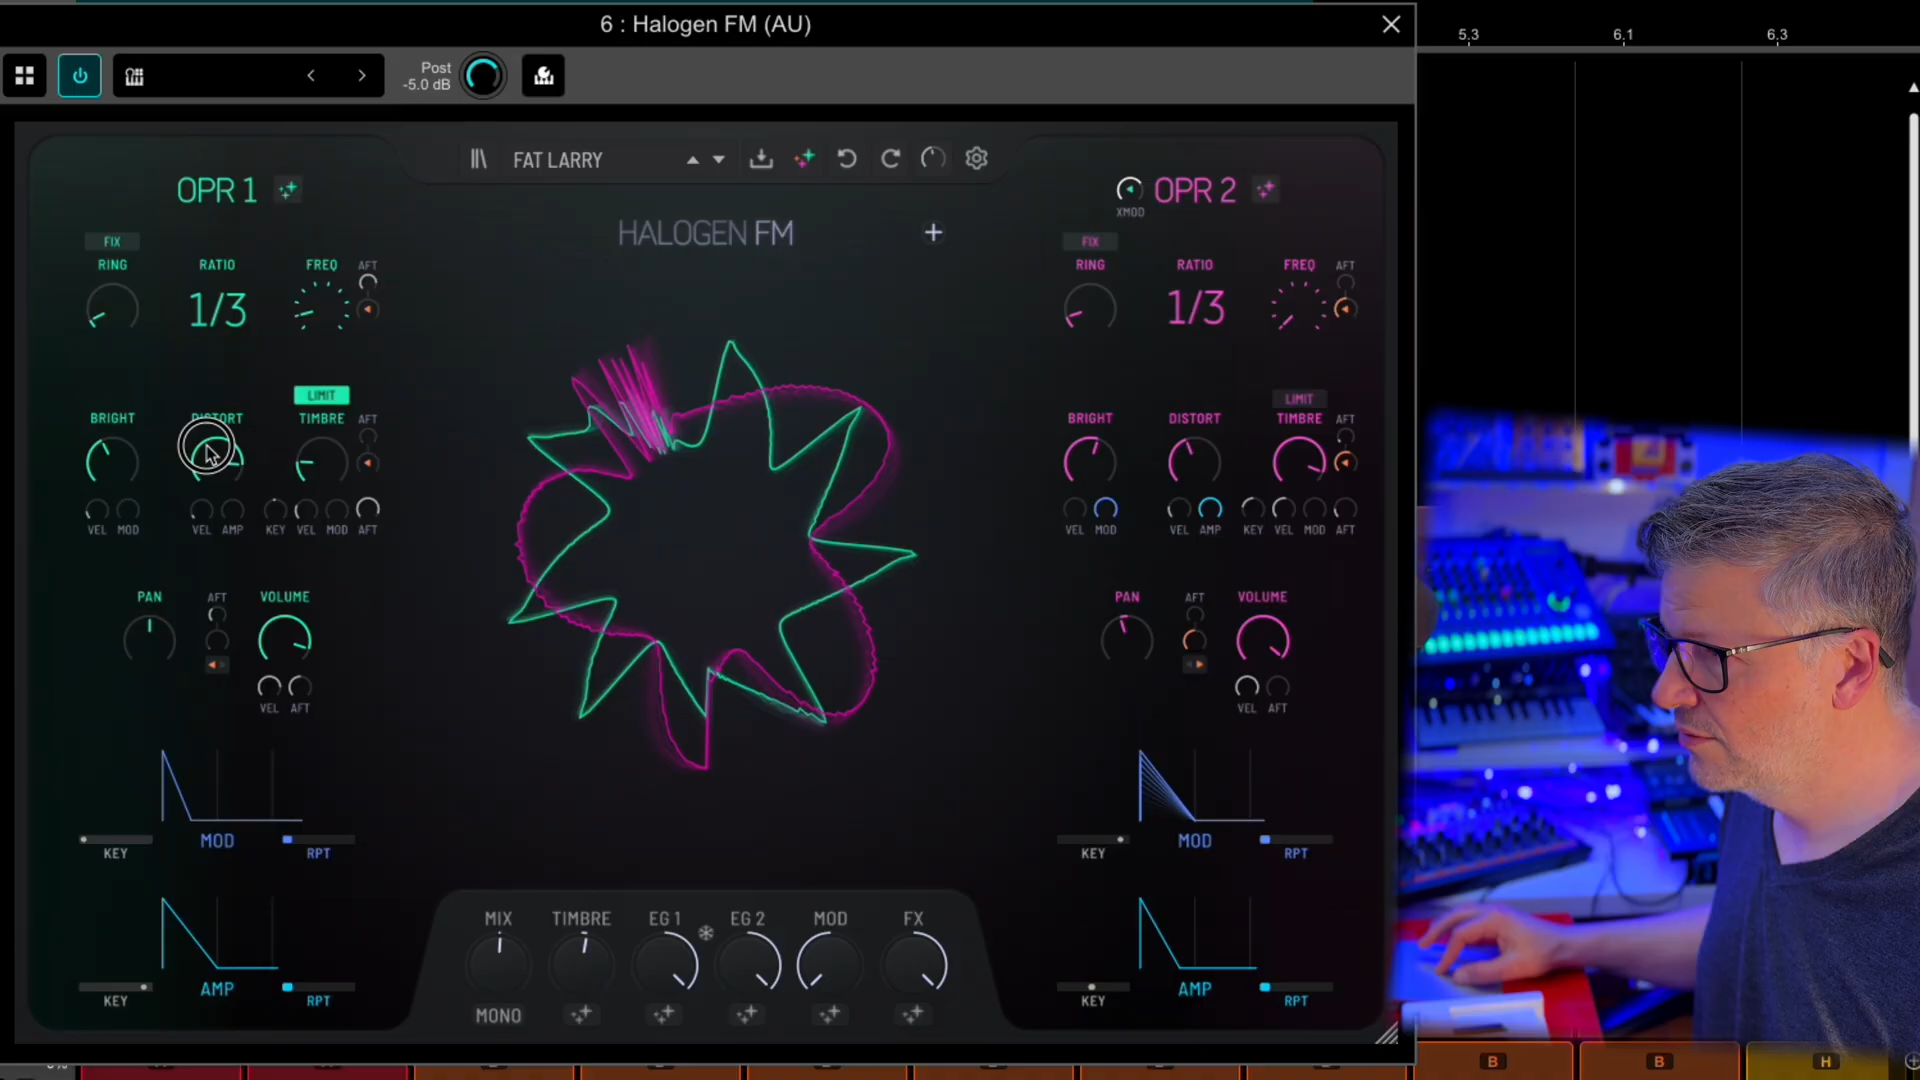 6 : Halogen FM (AU)
5.3
6.1
6.3
Post
-5.0 dB
FAT LARRY
OPR 1
XMOD
OPR 2
HALOGEN FM
FIX
RING
RATIO
FREQ
AFT
1/3
FIX
RING
RATIO
FREQ
AFT
1/3
LIMIT
BRIGHT
DISTORT
TIMBRE
AFT
VEL
MOD
VEL
AMP
KEY
VEL
MOD
AFT
LIMIT
BRIGHT
DISTORT
TIMBRE
AFT
VEL
MOD
VEL
AMP
KEY
VEL
MOD
AFT
PAN
AFT
VOLUME
VEL
AFT
PAN
AFT
VOLUME
VEL
AFT
KEY
MOD
RPT
KEY
MOD
RPT
KEY
AMP
RPT
KEY
AMP
RPT
MIX
TIMBRE
EG 1
EG 2
MOD
FX
MONO
B
B
H